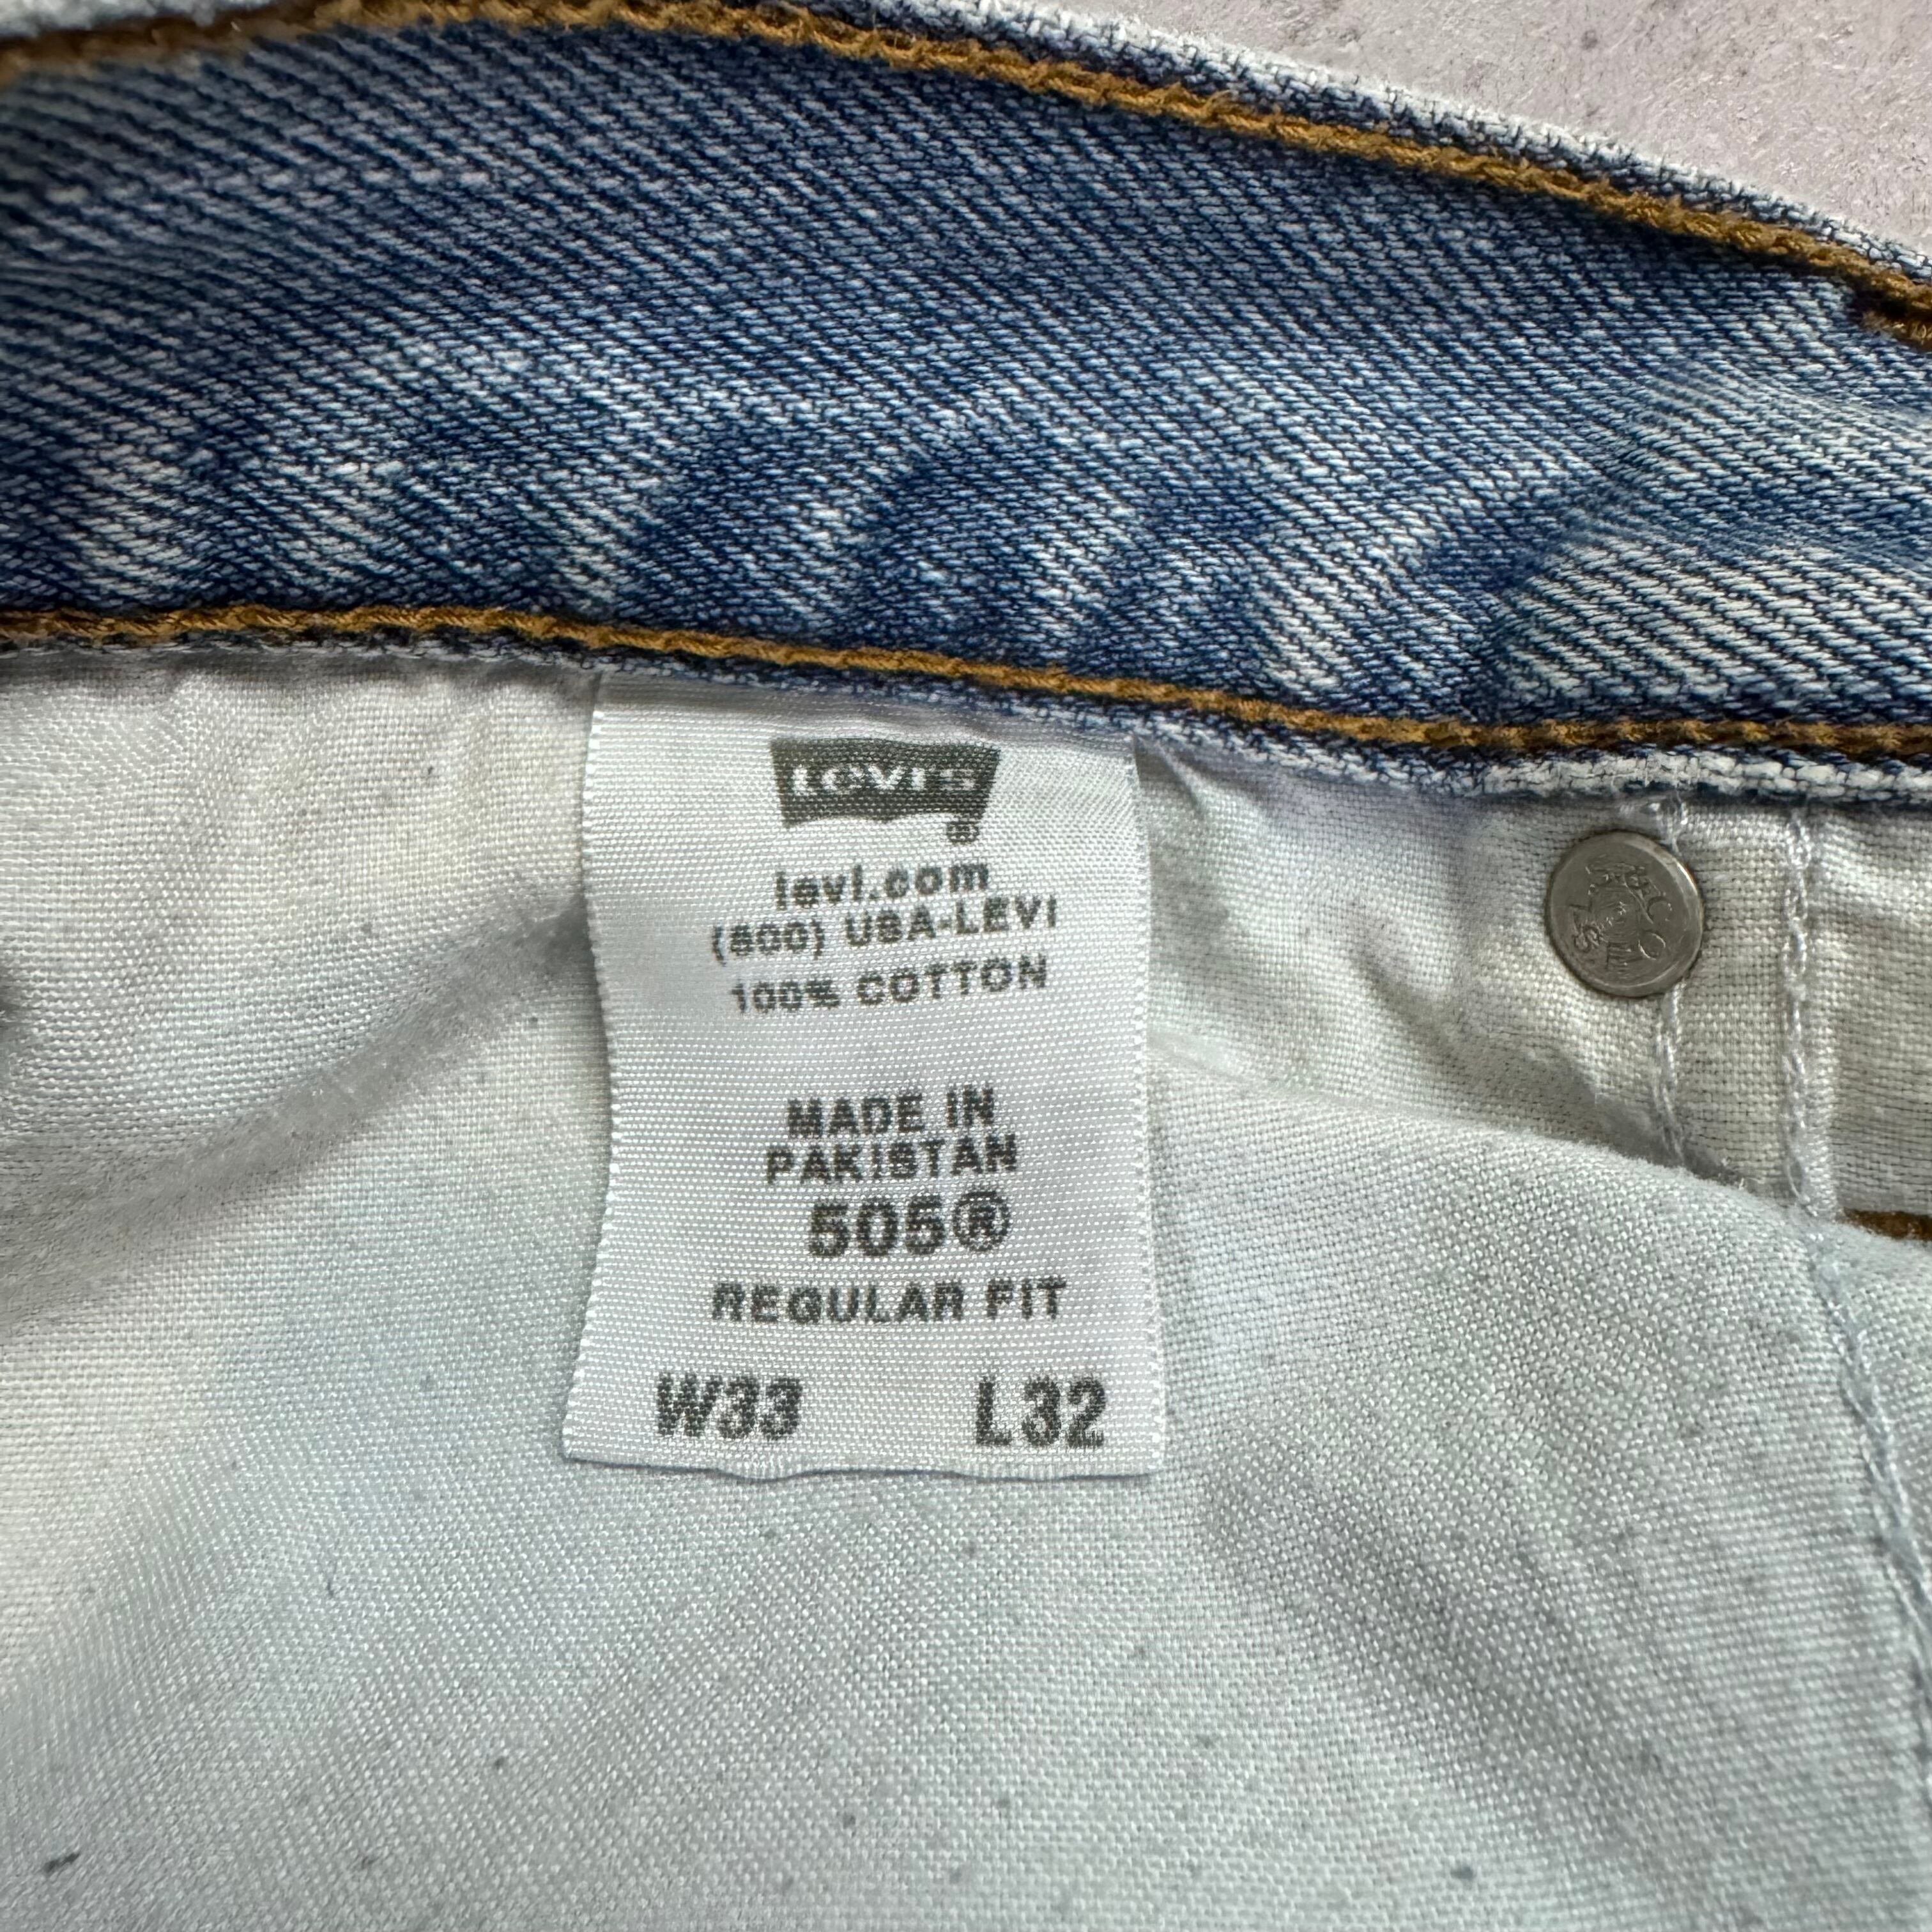 Levi's
®
levi.com
(800) USA-LEVI
100% COTTON
MADE IN
PAKISTAN
505®
REGULAR FIT
W33 L32